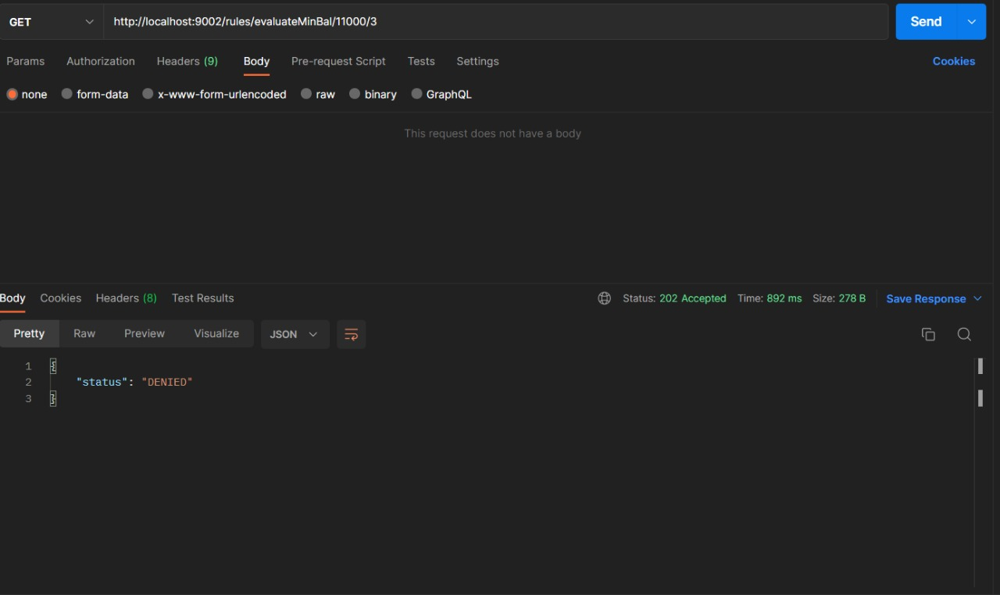 GET http://localhost:9002/rules/evaluateMinBal/11000/3 Send
Params Authorization Headers (9) Body Pre-request Script Tests Settings Cookies
none form-data x-www-form-urlencoded raw binary GraphQL
This request does not have a body
Body Cookies Headers (8) Test Results Status: 202 Accepted Time: 892 ms Size: 278 B Save Response
Pretty Raw Preview Visualize JSON
1 {
2 "status": "DENIED"
3 }